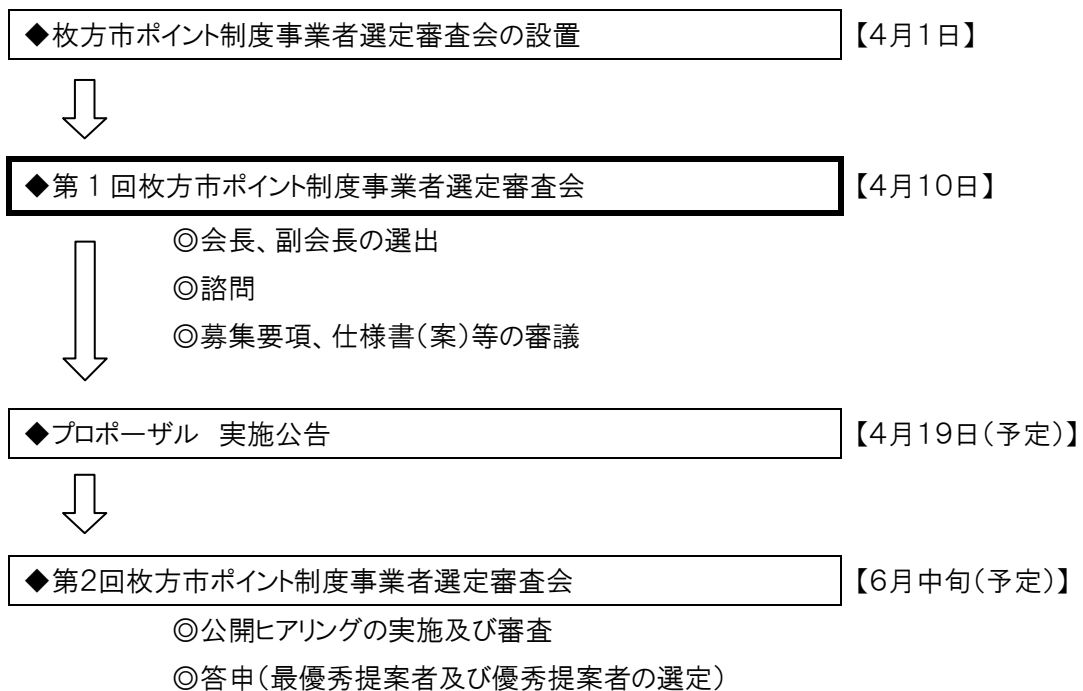 ◆枚方市ポイント制度事業者選定審査会の設置 【4月1日】
◆第1回枚方市ポイント制度事業者選定審査会 【4月10日】
◎会長、副会長の選出
◎諮問
◎募集要項、仕様書(案)等の審議
◆プロポーザル 実施公告 【4月19日(予定)】
◆第2回枚方市ポイント制度事業者選定審査会 【6月中旬(予定)】
◎公開ヒアリングの実施及び審査
◎答申(最優秀提案者及び優秀提案者の選定)